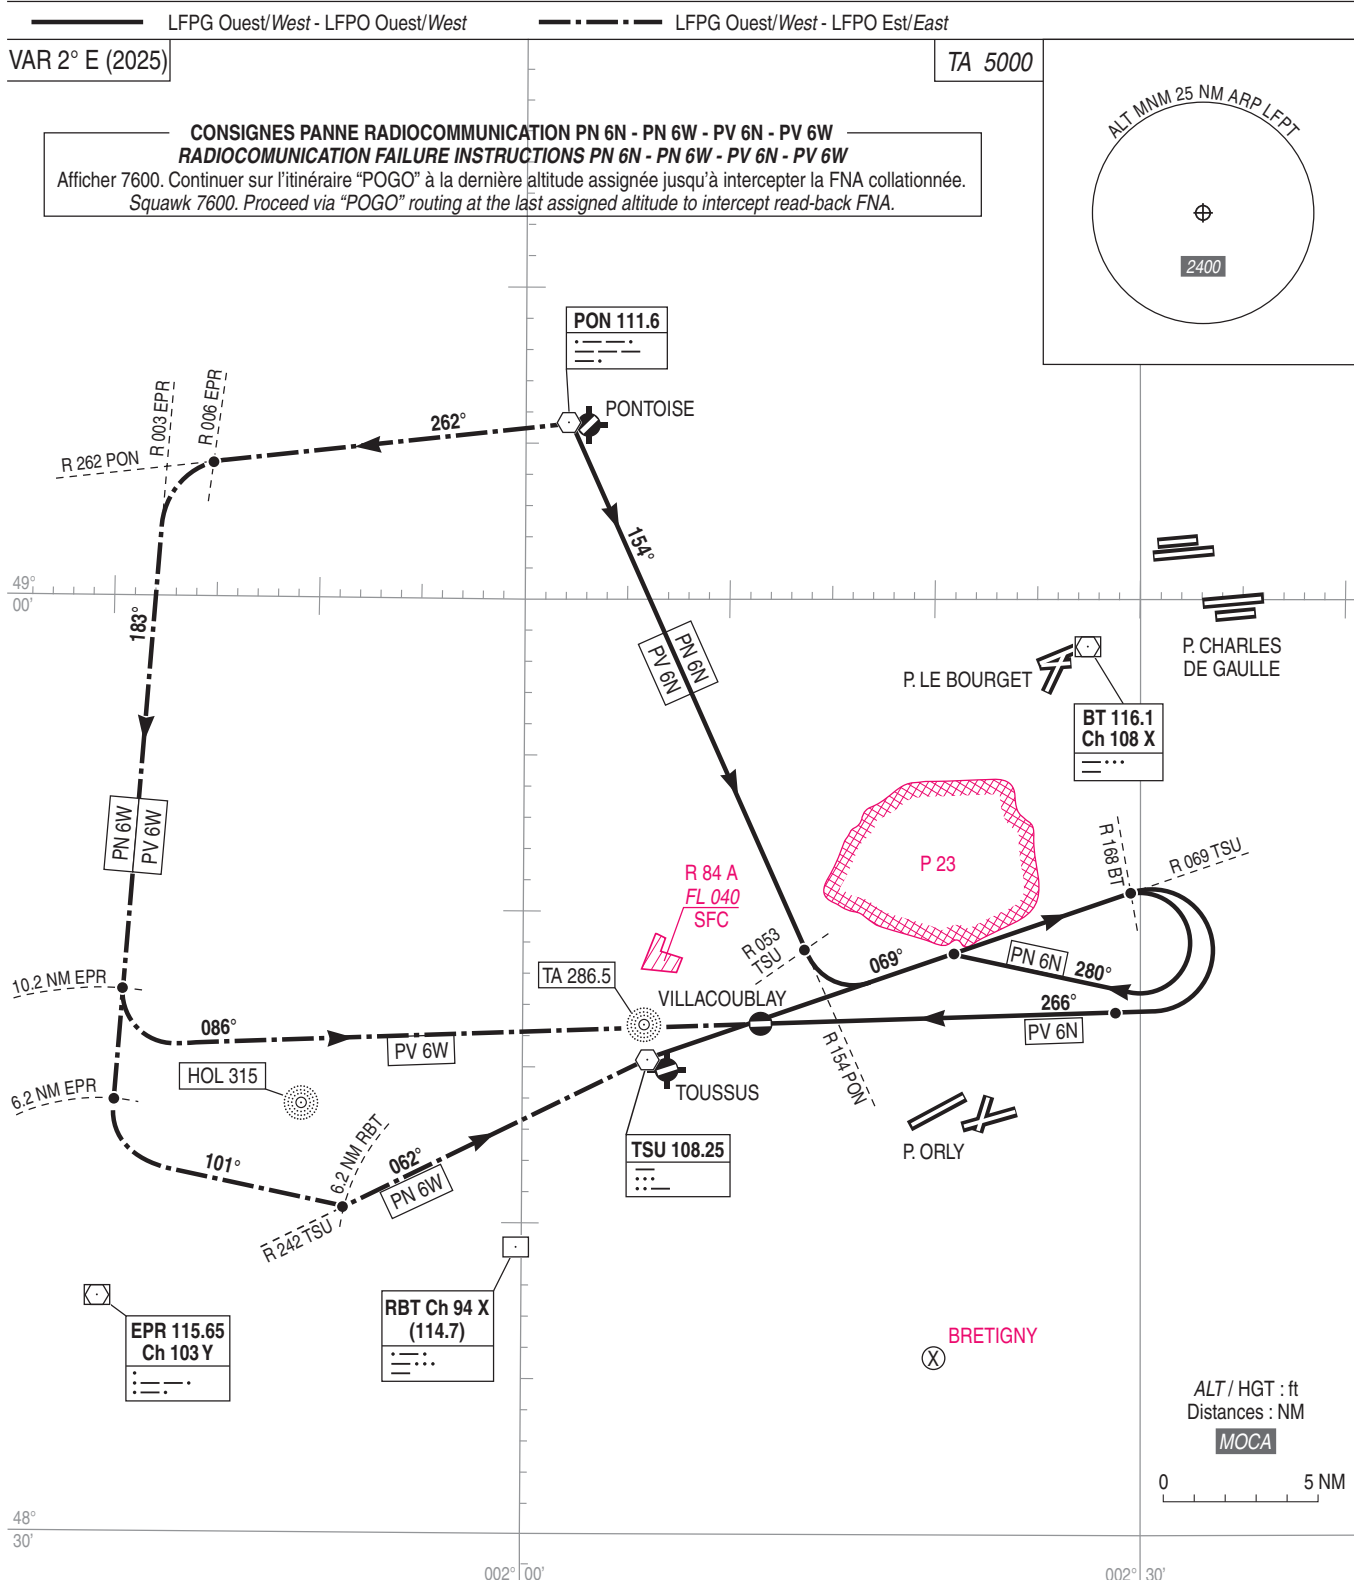 LFPG Ouest/West - LFPO Ouest/West
LFPG Ouest/West - LFPO Est/East
VAR 2° E (2025)
TA 5000
ALT MNM 25 NM ARP LFPT
2400
CONSIGNES PANNE RADIOCOMMUNICATION PN 6N - PN 6W - PV 6N - PV 6W
RADIOCOMUNICATION FAILURE INSTRUCTIONS PN 6N - PN 6W - PV 6N - PV 6W
Afficher 7600. Continuer sur l'itinéraire “POGO” à la dernière altitude assignée jusqu'à intercepter la FNA collationnée.
Squawk 7600. Proceed via “POGO” routing at the last assigned altitude to intercept read-back FNA.
PON 111.6
PONTOISE
262°
R 003 EPR
R 006 EPR
R 262 PON
154°
49°
00'
183°
PN 6N
PV 6N
P. CHARLES
DE GAULLE
P. LE BOURGET
BT 116.1
Ch 108 X
PN 6W
PV 6W
P 23
R 84 A
FL 040
SFC
R 168 BT
R 069 TSU
R 053
TSU
069°
PN 6N
280°
10.2 NM EPR
TA 286.5
VILLACOUBLAY
266°
PV 6N
086°
PV 6W
R 154 PON
HOL 315
6.2 NM EPR
TOUSSUS
P. ORLY
TSU 108.25
101°
6.2 NM RBT
062°
PN 6W
R 242 TSU
RBT Ch 94 X
(114.7)
EPR 115.65
Ch 103 Y
BRETIGNY
X
ALT / HGT : ft
Distances : NM
MOCA
0 5 NM
48°
30'
002° 00'
002° 30'